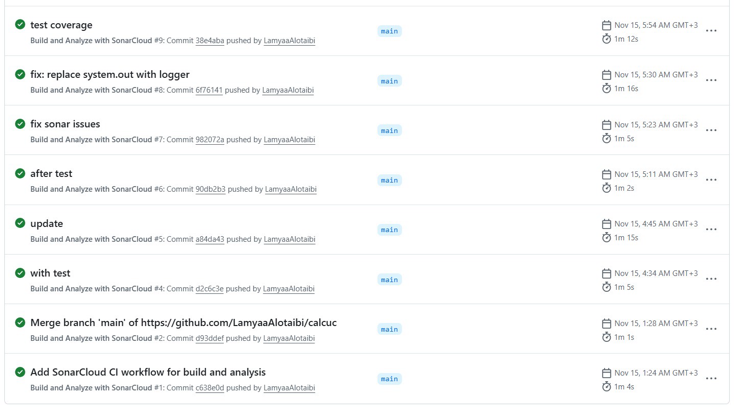 test coverage
main
Nov 15, 5:54 AM GMT+3
Build and Analyze with SonarCloud #9: Commit 38e4aba pushed by LamyaaAlotaibi
1m 12s
fix: replace system.out with logger
main
Nov 15, 5:30 AM GMT+3
Build and Analyze with SonarCloud #8: Commit 6f76141 pushed by LamyaaAlotaibi
1m 16s
fix sonar issues
main
Nov 15, 5:23 AM GMT+3
Build and Analyze with SonarCloud #7: Commit 982072a pushed by LamyaaAlotaibi
1m 5s
after test
main
Nov 15, 5:11 AM GMT+3
Build and Analyze with SonarCloud #6: Commit 90db2b3 pushed by LamyaaAlotaibi
1m 2s
update
main
Nov 15, 4:45 AM GMT+3
Build and Analyze with SonarCloud #5: Commit a84da43 pushed by LamyaaAlotaibi
1m 15s
with test
main
Nov 15, 4:34 AM GMT+3
Build and Analyze with SonarCloud #4: Commit d2c6c3e pushed by LamyaaAlotaibi
1m 5s
Merge branch 'main' of https://github.com/LamyaaAlotaibi/calcuc
main
Nov 15, 1:28 AM GMT+3
Build and Analyze with SonarCloud #2: Commit d93ddef pushed by LamyaaAlotaibi
1m 1s
Add SonarCloud CI workflow for build and analysis
main
Nov 15, 1:24 AM GMT+3
Build and Analyze with SonarCloud #1: Commit c638e0d pushed by LamyaaAlotaibi
1m 4s